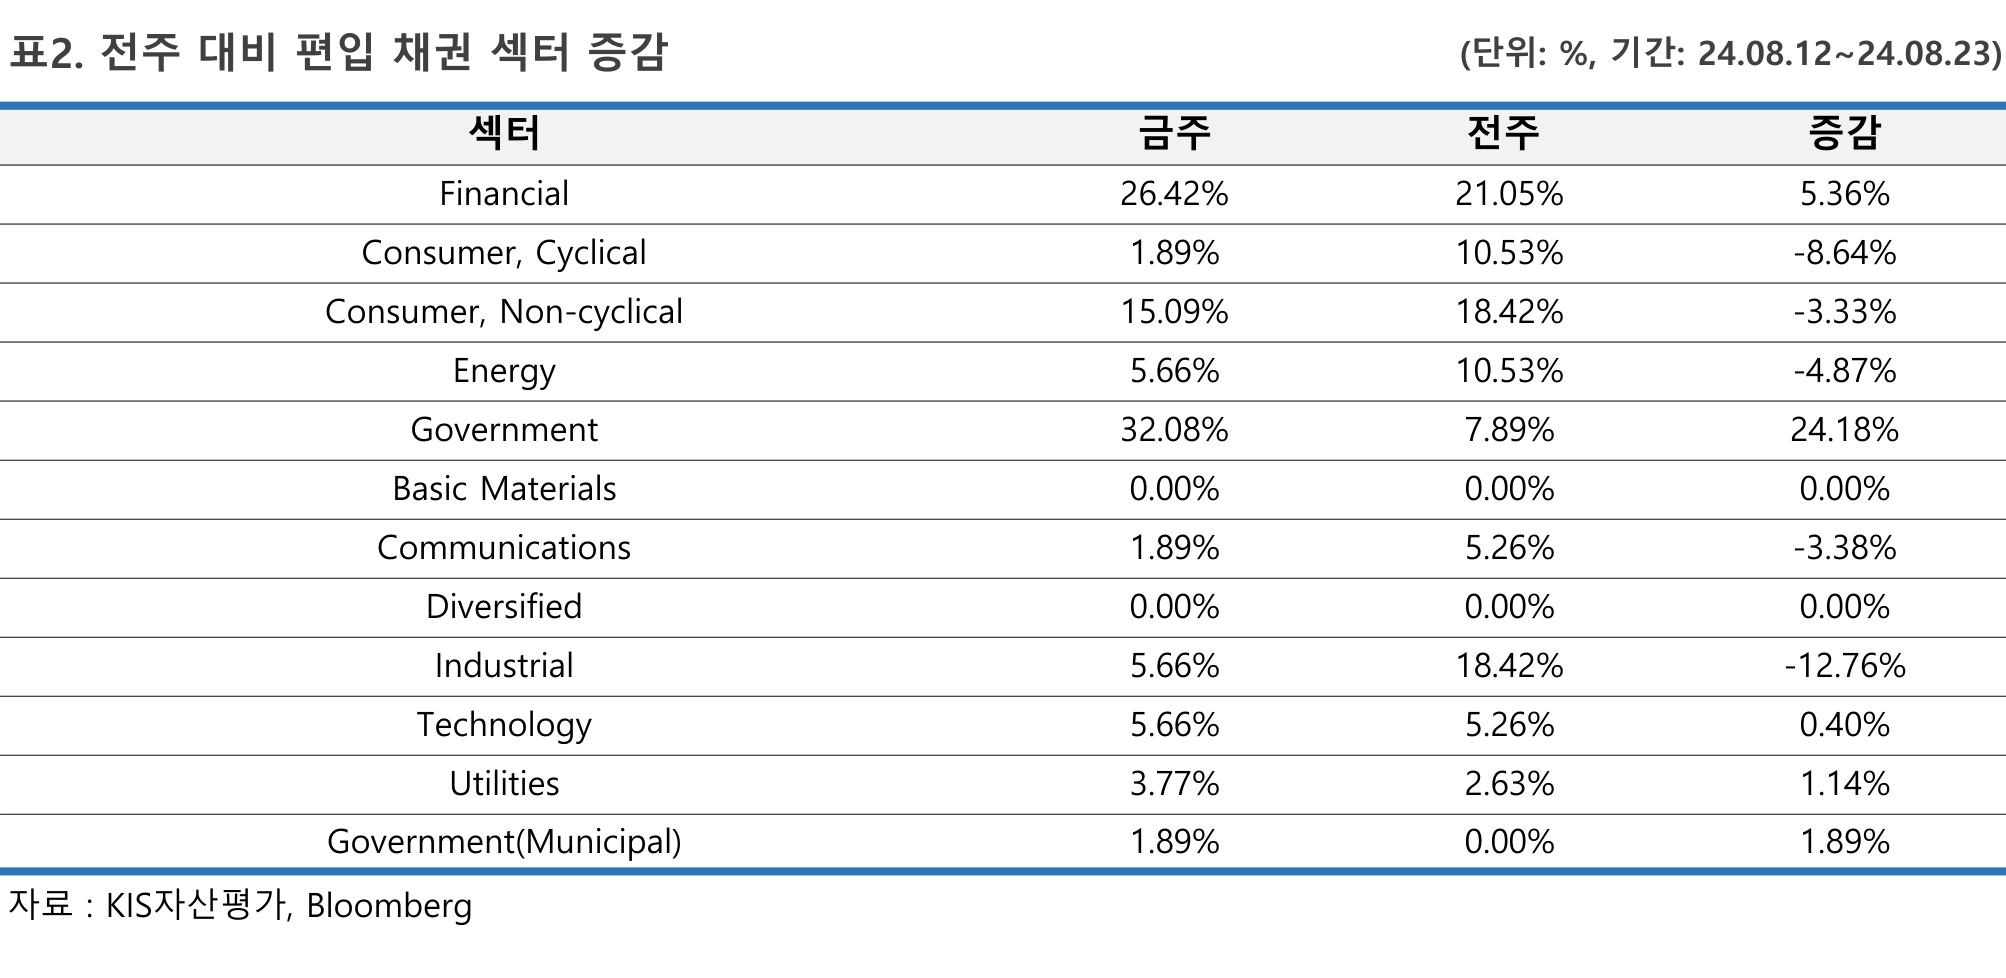 표2. 전주 대비 편입 채권 섹터 증감 (단위: %, 기간: 24.08.12~24.08.23)
섹터 금주 전주 증감
Financial 26.42% 21.05% 5.36%
Consumer, Cyclical 1.89% 10.53% -8.64%
Consumer, Non-cyclical 15.09% 18.42% -3.33%
Energy 5.66% 10.53% -4.87%
Government 32.08% 7.89% 24.18%
Basic Materials 0.00% 0.00% 0.00%
Communications 1.89% 5.26% -3.38%
Diversified 0.00% 0.00% 0.00%
Industrial 5.66% 18.42% -12.76%
Technology 5.66% 5.26% 0.40%
Utilities 3.77% 2.63% 1.14%
Government(Municipal) 1.89% 0.00% 1.89%
자료 : KIS자산평가, Bloomberg